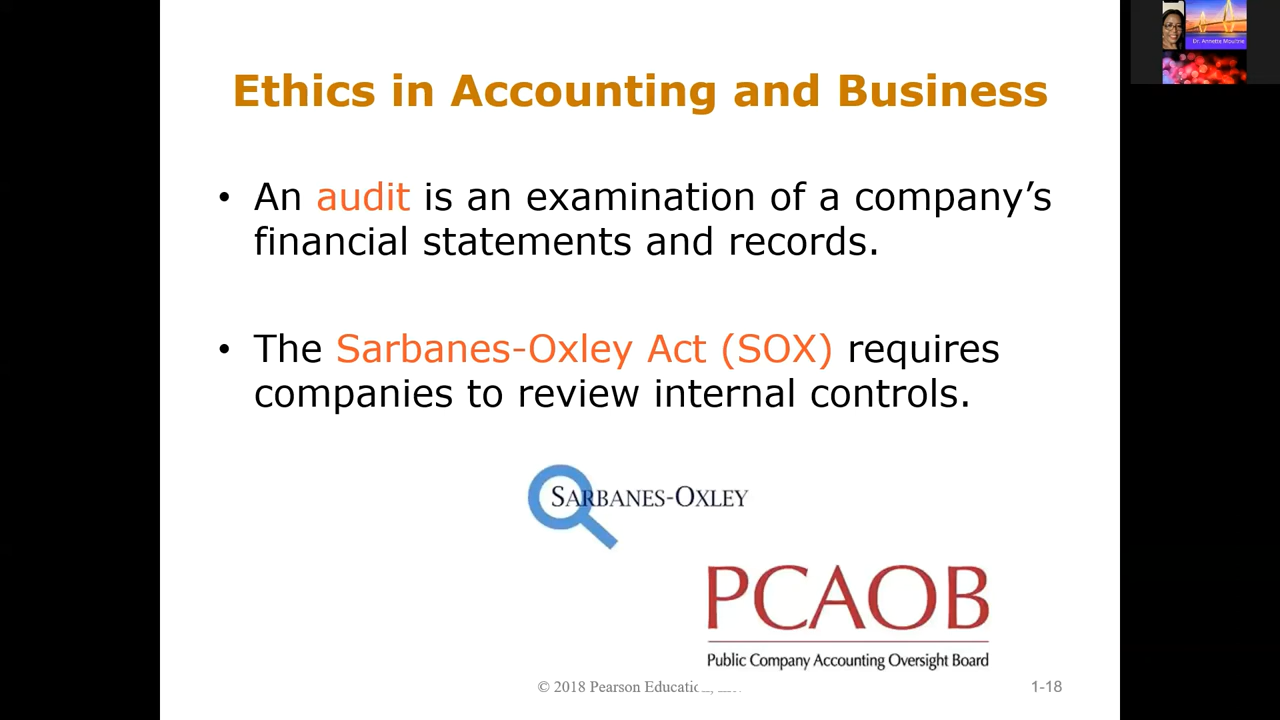 Dr. Annette
Ethics in Accounting and Business
• An audit is an examination of a company’s
financial statements and records.
• The Sarbanes-Oxley Act (SOX) requires
companies to review internal controls.
SARBANES-OXLEY
PCAOB
Public Company Accounting Oversight Board
© 2018 Pearson
1-18